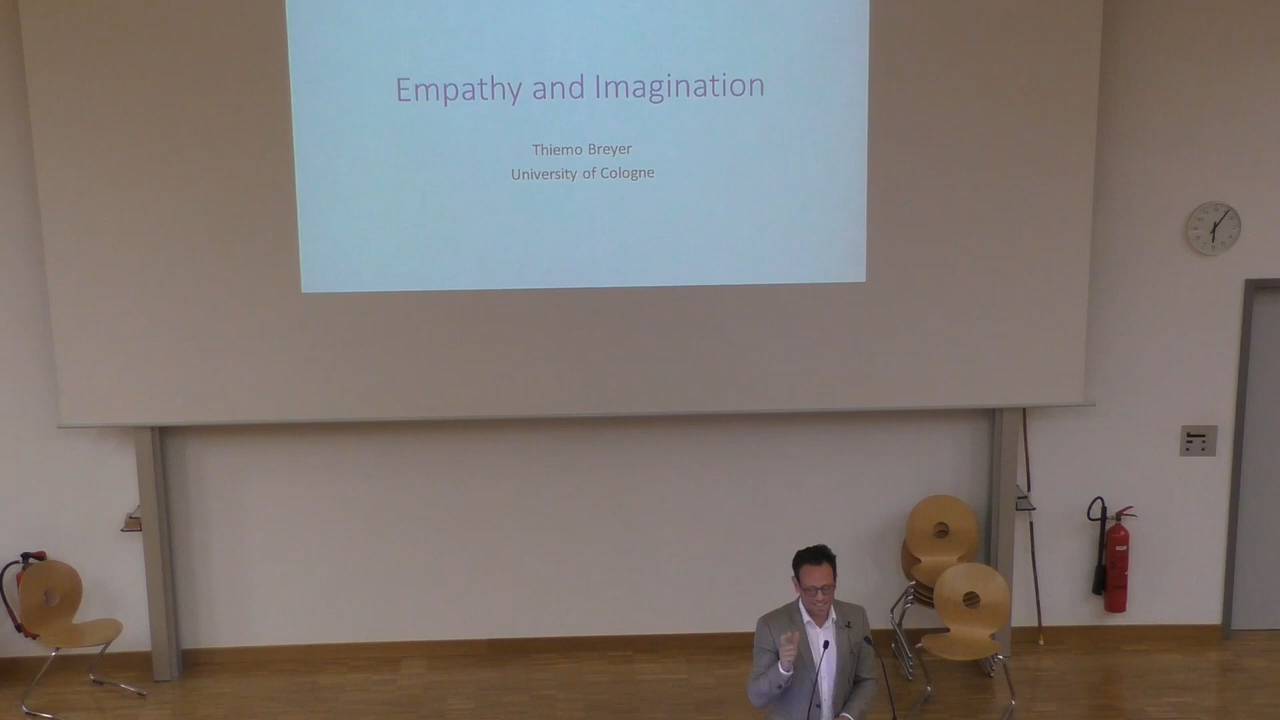 Empathy and Imagination
Thiemo Breyer
University of Cologne